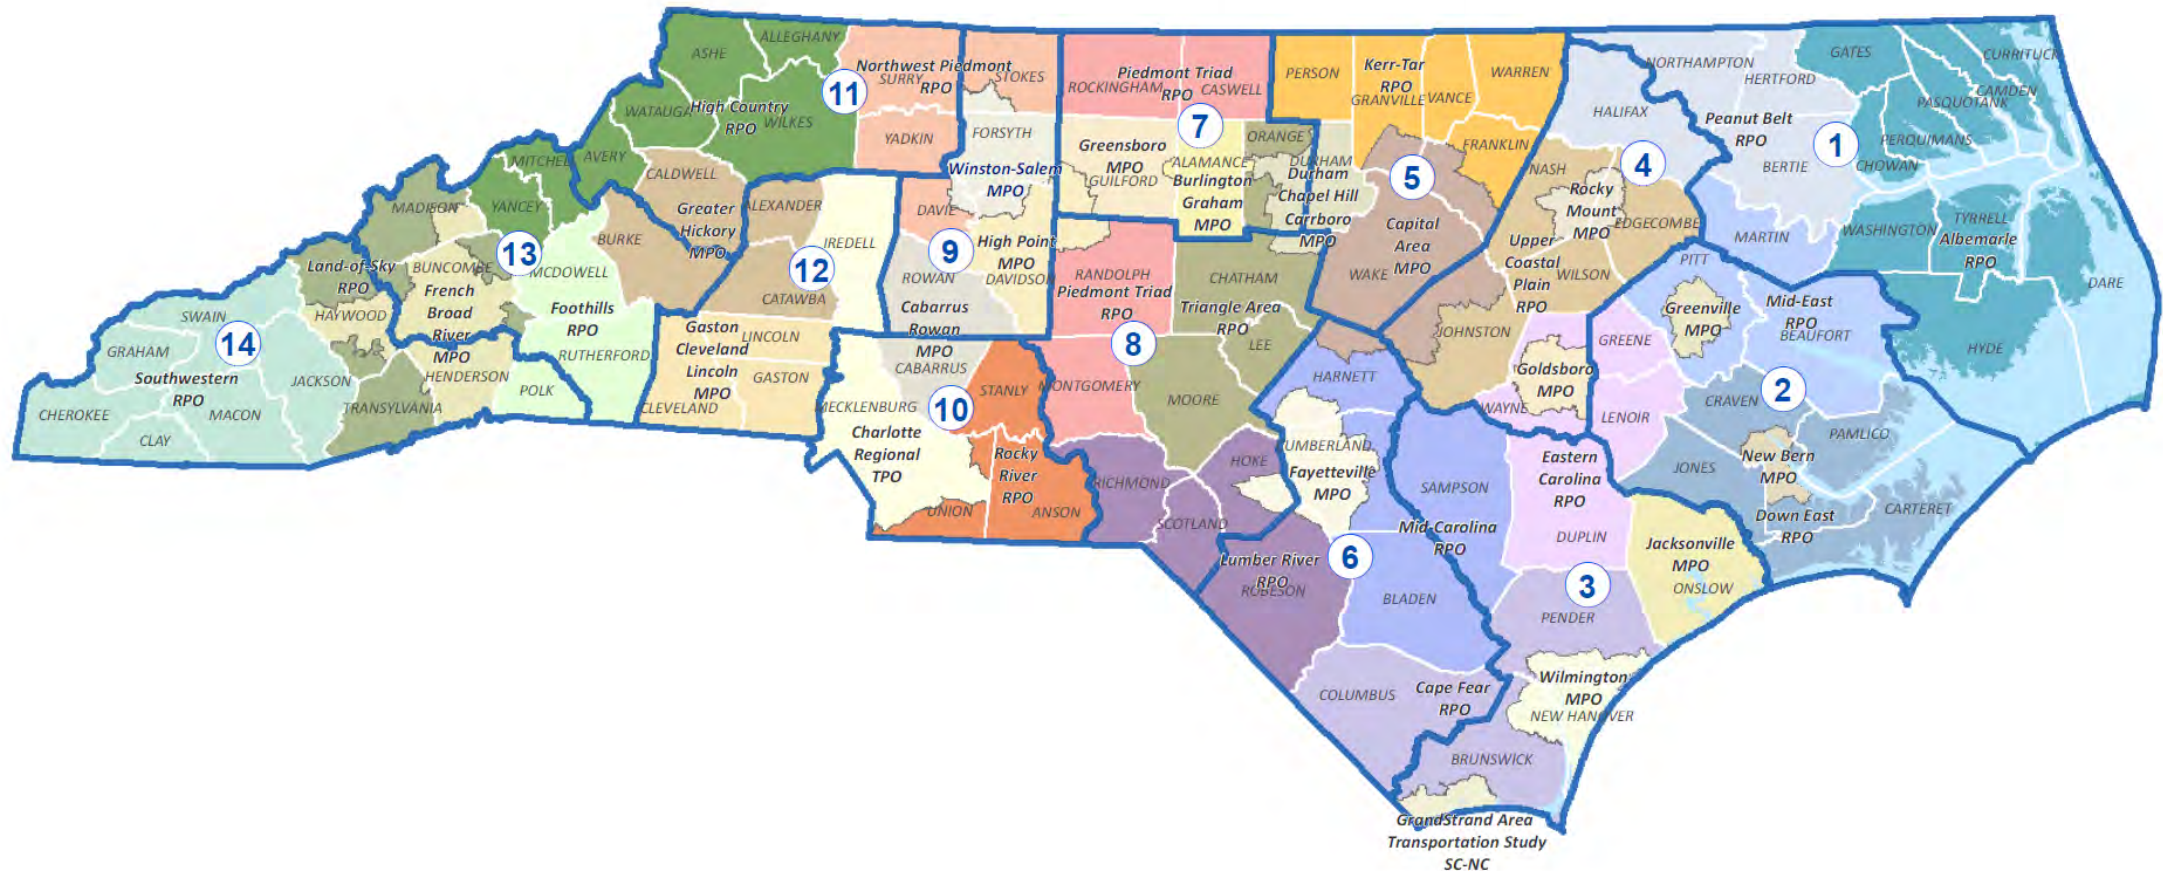 ASHE
ALLEGHANY
WATAUGA
High Country
RPO
WILKES
11
Northwest Piedmont
RPO
SURRY
YADKIN
STOKES
FORSYTH
Winston-Salem
MPO
Piedmont Triad
RPO
ROCKINGHAM
CASWELL
7
Greensboro
MPO
GUILFORD
ALAMANCE
Burlington
Graham
MPO
ORANGE
DURHAM
Durham
Chapel Hill
Carrboro
MPO
PERSON
Kerr-Tar
RPO
GRANVILLE
VANCE
WARREN
FRANKLIN
5
Capital
Area
MPO
WAKE
NORTHAMPTON
HERTFORD
HALIFAX
Peanut Belt
RPO
BERTIE
1
GATES
CURRITUCK
CAMDEN
PASQUOTANK
PERQUIMANS
CHOWAN
4
NASH
Rocky
Mount
MPO
EDGECOMBE
Upper
Coastal
Plain
RPO
WILSON
MARTIN
WASHINGTON
TYRRELL
Albemarle
RPO
DARE
HYDE
MITCHEL
AVERY
CALDWELL
YANCEY
MADISON
BURKE
Greater
Hickory
MPO
ALEXANDER
IREDELL
12
CATAWBA
DAVIE
9
High Point
MPO
DAVIDSON
ROWAN
Cabarrus
Rowan
MPO
CABARRUS
RANDOLPH
Piedmont Triad
RPO
CHATHAM
Triangle Area
RPO
LEE
8
MONTGOMERY
MOORE
13
MCDOWELL
Land-of-Sky
RPO
BUNCOMBE
French
Broad
River
MPO
HAYWOOD
Foothills
RPO
RUTHERFORD
HENDERSON
POLK
TRANSYLVANIA
SWAIN
14
GRAHAM
Southwestern
RPO
JACKSON
CHEROKEE
MACON
CLAY
Gaston
Cleveland
Lincoln
MPO
LINCOLN
GASTON
CLEVELAND
MECKLENBURG
Charlotte
Regional
TPO
10
STANLY
Rocky
River
RPO
UNION
ANSON
RICHMOND
HOKE
SCOTLAND
Lumber River
RPO
ROBESON
HARNETT
CUMBERLAND
Fayetteville
MPO
6
BLADEN
Mid-Carolina
RPO
SAMPSON
COLUMBUS
Cape Fear
RPO
JOHNSTON
Goldsboro
MPO
WAYNE
GREENE
LENOIR
PITT
Greenville
MPO
Mid-East
RPO
BEAUFORT
2
CRAVEN
PAMLICO
New Bern
MPO
JONES
Down East
RPO
CARTERET
Eastern
Carolina
RPO
DUPLIN
Jacksonville
MPO
ONSLOW
3
PENDER
Wilmington
MPO
NEW HANOVER
BRUNSWICK
GrandStrand Area
Transportation Study
SC-NC